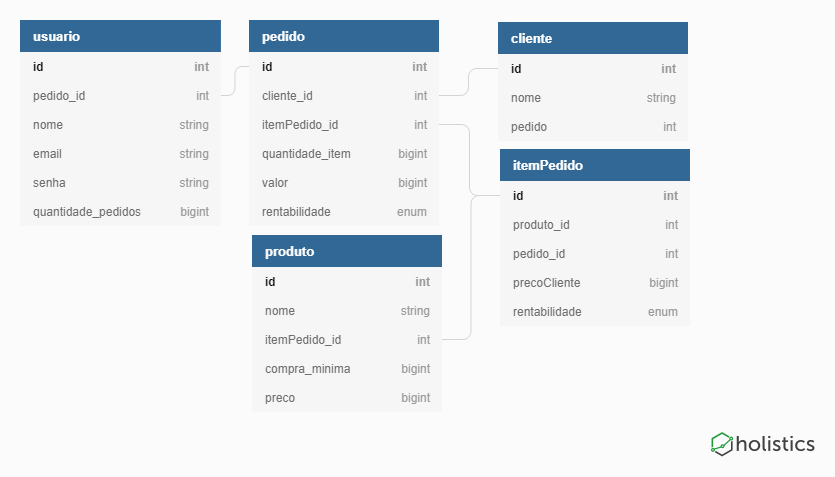 usuario
id int
pedido_id int
nome string
email string
senha string
quantidade_pedidos bigint
pedido
id int
cliente_id int
itemPedido_id int
quantidade_item bigint
valor bigint
rentabilidade enum
cliente
id int
nome string
pedido int
itemPedido
id int
produto_id int
pedido_id int
precoCliente bigint
rentabilidade enum
produto
id int
nome string
itemPedido_id int
compra_minima bigint
preco bigint
holistics